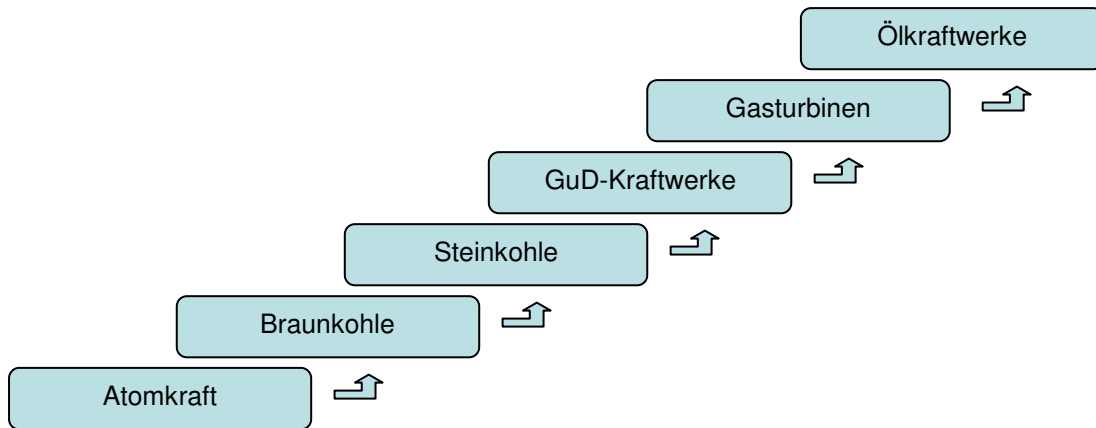 Ölkraftwerke
Gasturbinen
GuD-Kraftwerke
Steinkohle
Braunkohle
Atomkraft